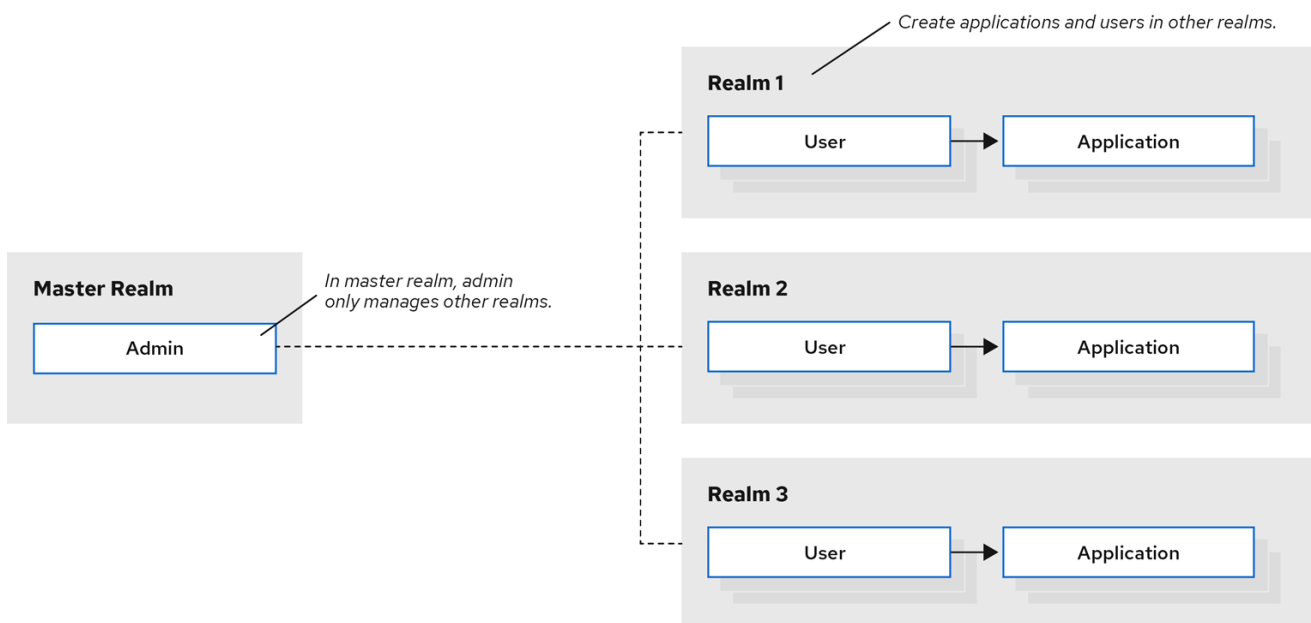 Create applications and users in other realms.
Realm 1
User
Application
Master Realm
In master realm, admin
only manages other realms.
Admin
Realm 2
User
Application
Realm 3
User
Application